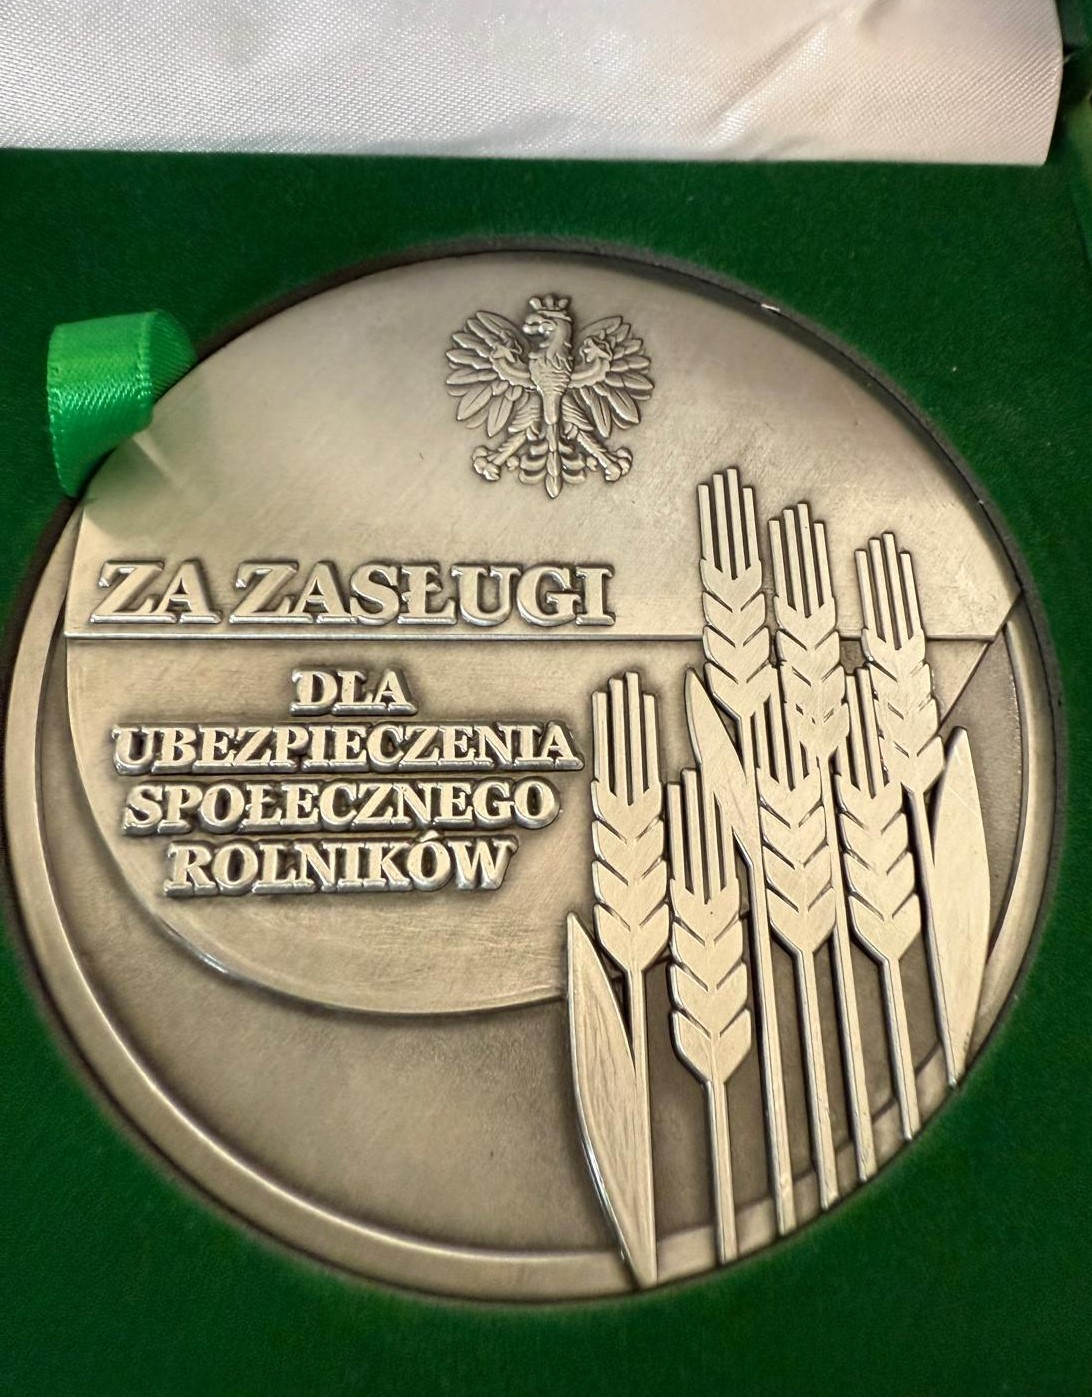 ZA ZASŁUGI
DLA
UBEZPIECZENIA
SPOŁECZNEGO
ROLNIKÓW